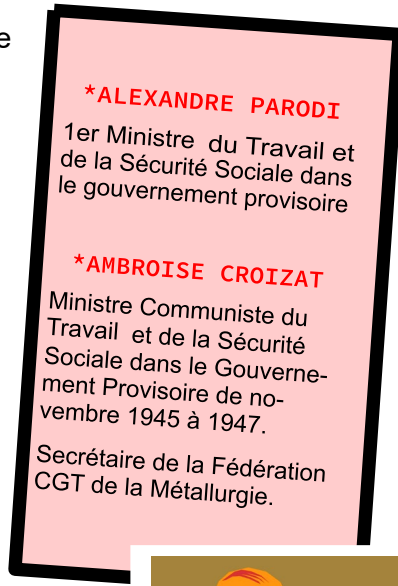 e
*ALEXANDRE PARODI
1er Ministre du Travail et
de la Sécurité Sociale dans
le gouvernement provisoire
*AMBROISE CROIZAT
Ministre Communiste du
Travail et de la Sécurité
Sociale dans le Gouverne-
ment Provisoire de no-
vembre 1945 à 1947.
Secrétaire de la Fédération
CGT de la Métallurgie.